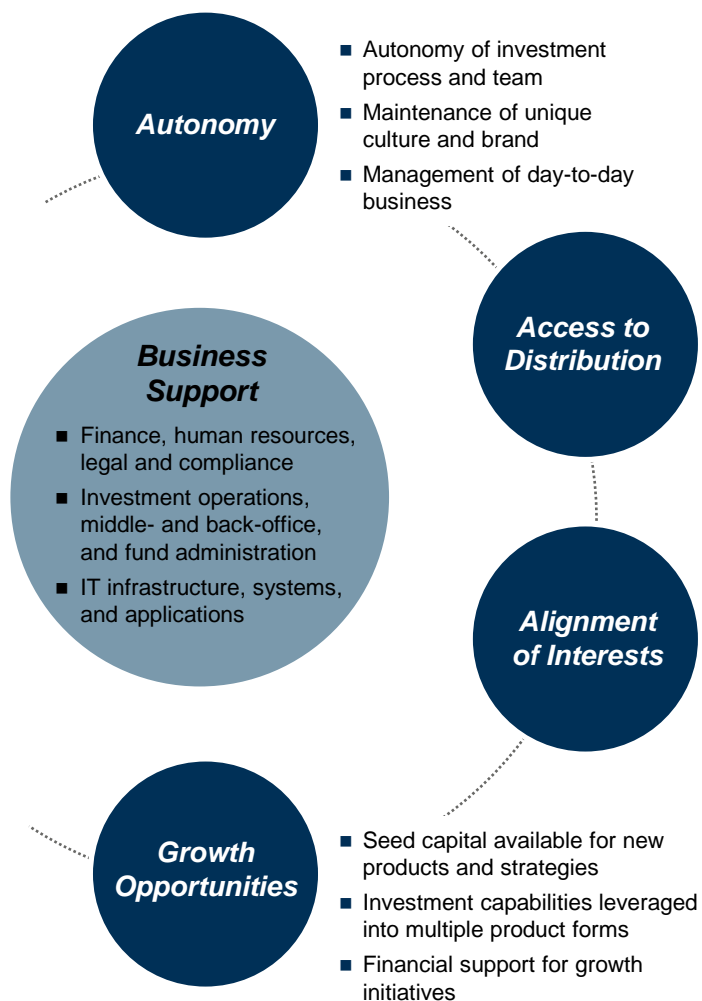 Autonomy
■ Autonomy of investment
process and team
■ Maintenance of unique
culture and brand
■ Management of day-to-day
business
Access to
Distribution
Business
Support
■ Finance, human resources,
legal and compliance
■ Investment operations,
middle- and back-office,
and fund administration
■ IT infrastructure, systems,
and applications
Alignment
of Interests
Growth
Opportunities
■ Seed capital available for new
products and strategies
■ Investment capabilities leveraged
into multiple product forms
■ Financial support for growth
initiatives